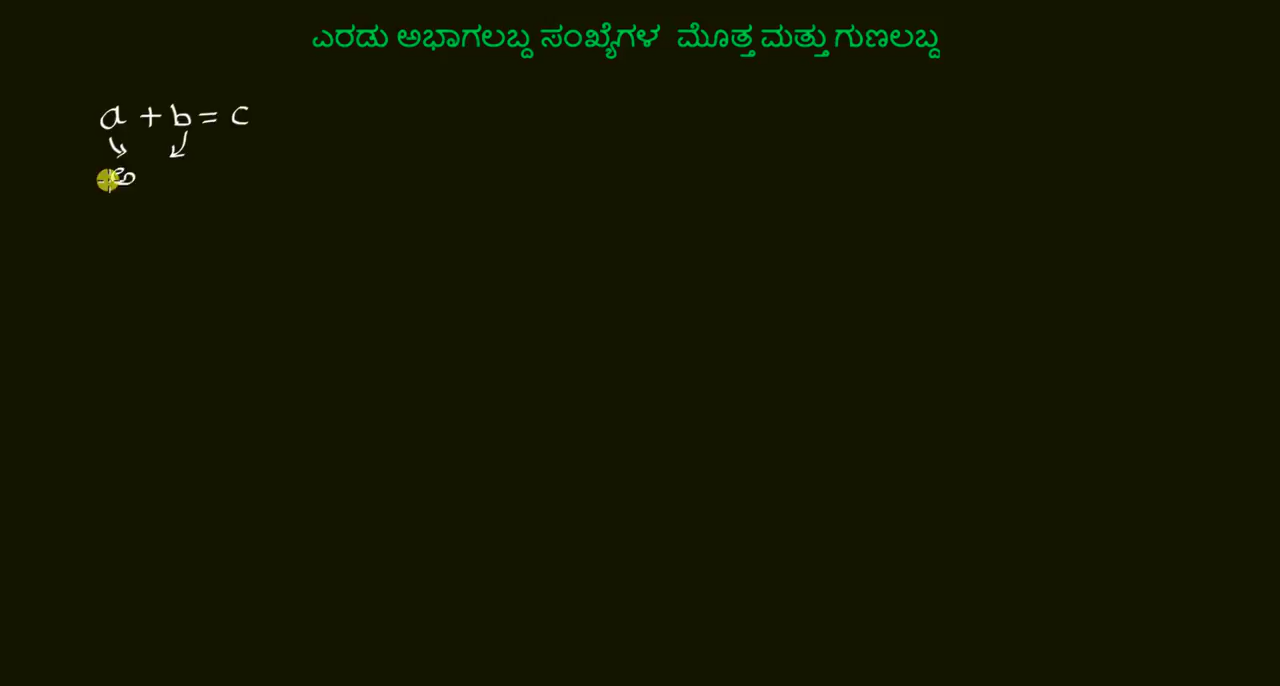 ಎರಡು ಅಭಾಗಲಬ್ದ ಸಂಖ್ಯೆಗಳ ಮೊತ್ತ ಮತ್ತು ಗುಣಲಬ್ದ
a + b = c